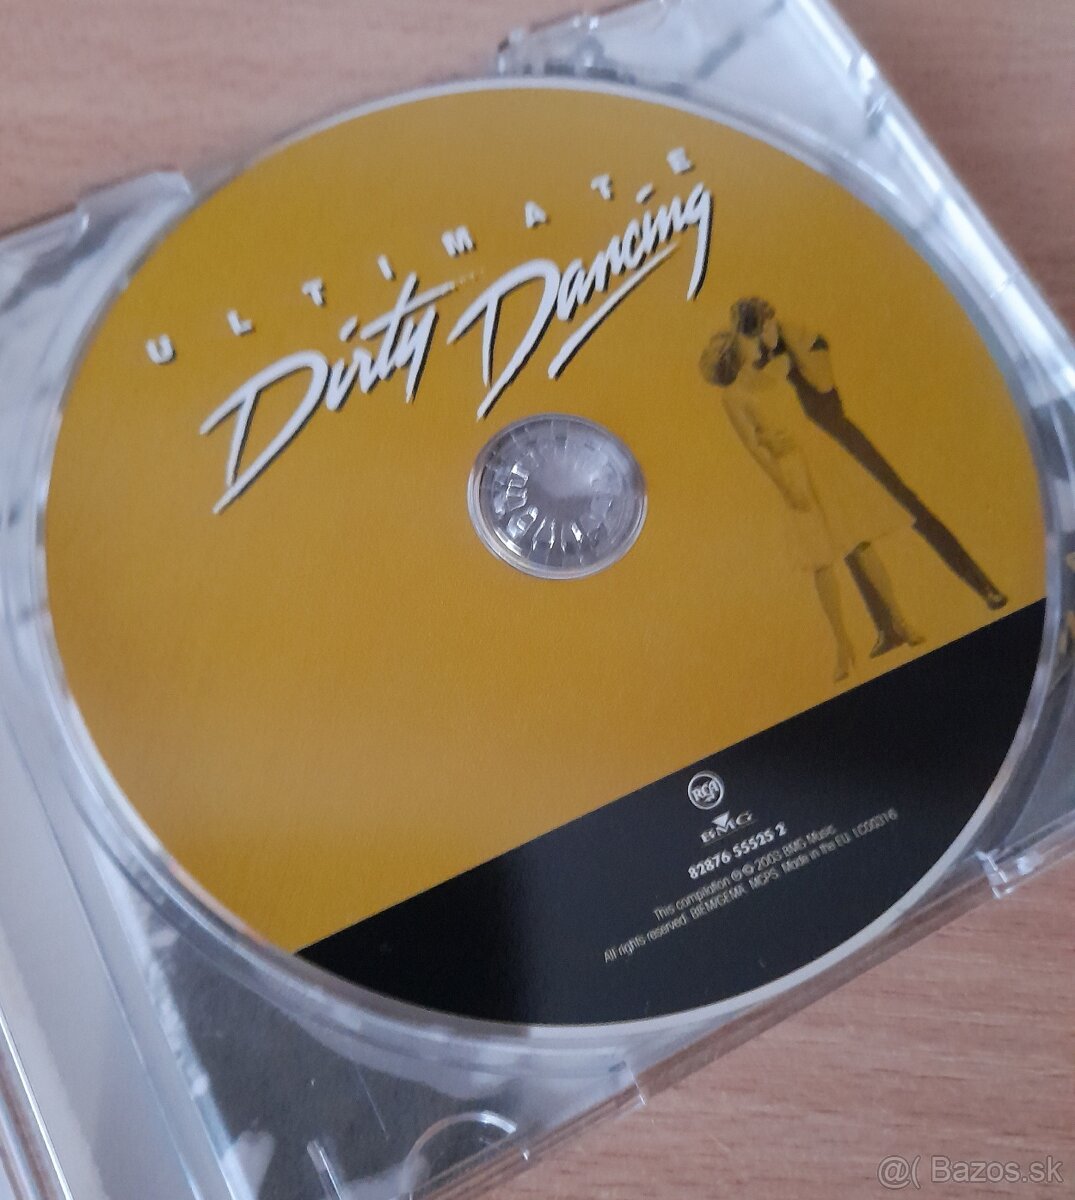 ULTIMATE
Dirty Dancing
RCA
BMG
82876 55525 2
This compilation ℗ © 2003 BMG Music
All rights reserved. BIEM/GEMA MCPS Made in the EU. LC00316
@( Bazos.sk